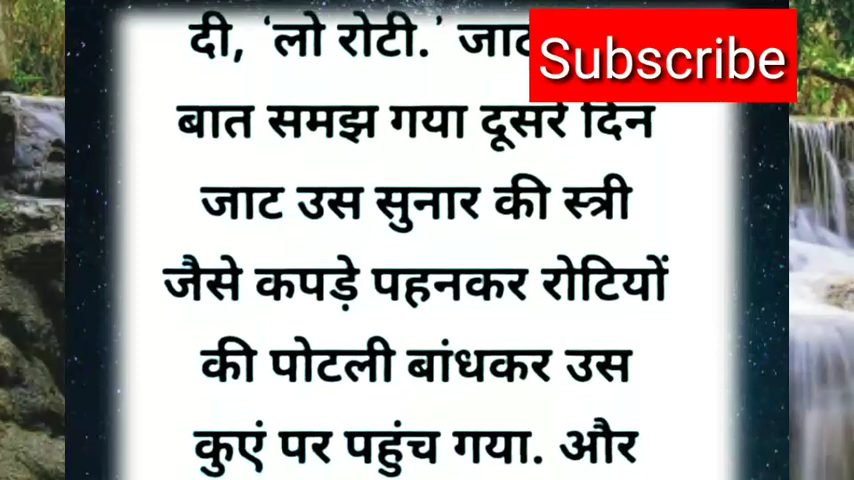 दी, ‘लो रोटी.’ जाट
Subscribe
बात समझ गया दूसरे दिन
जाट उस सुनार की स्त्री
जैसे कपड़े पहनकर रोटियों
की पोटली बांधकर उस
कुएं पर पहुंच गया. और